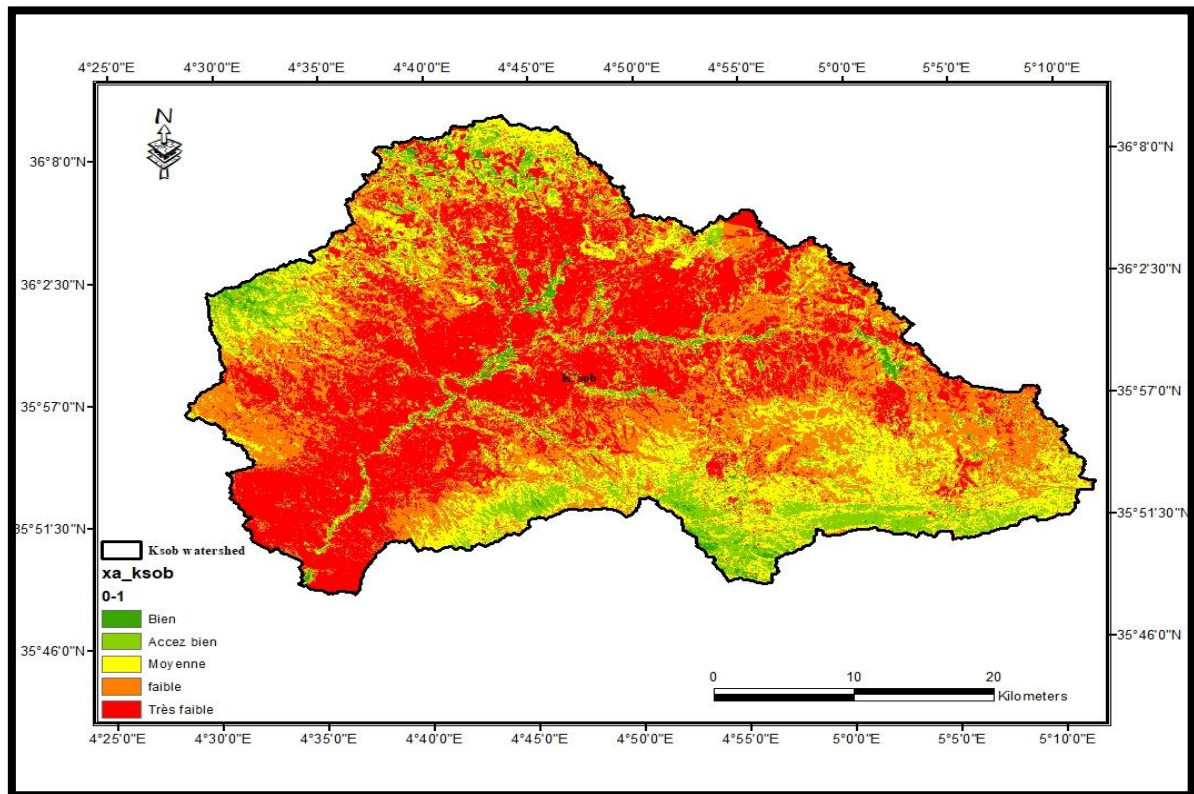 4°25'0"E 4°30'0"E 4°35'0"E 4°40'0"E 4°45'0"E 4°50'0"E 4°55'0"E 5°0'0"E 5°5'0"E 5°10'0"E
N
36°8'0"N 36°8'0"N
36°2'30"N 36°2'30"N
Ksob
35°57'0"N 35°57'0"N
35°51'30"N 35°51'30"N
Ksob watershed
xa_ksob
0-1
Bien
Accez bien
Moyenne
faible
Très faible
35°46'0"N 35°46'0"N
0 10 20
Kilometers
4°25'0"E 4°30'0"E 4°35'0"E 4°40'0"E 4°45'0"E 4°50'0"E 4°55'0"E 5°0'0"E 5°5'0"E 5°10'0"E